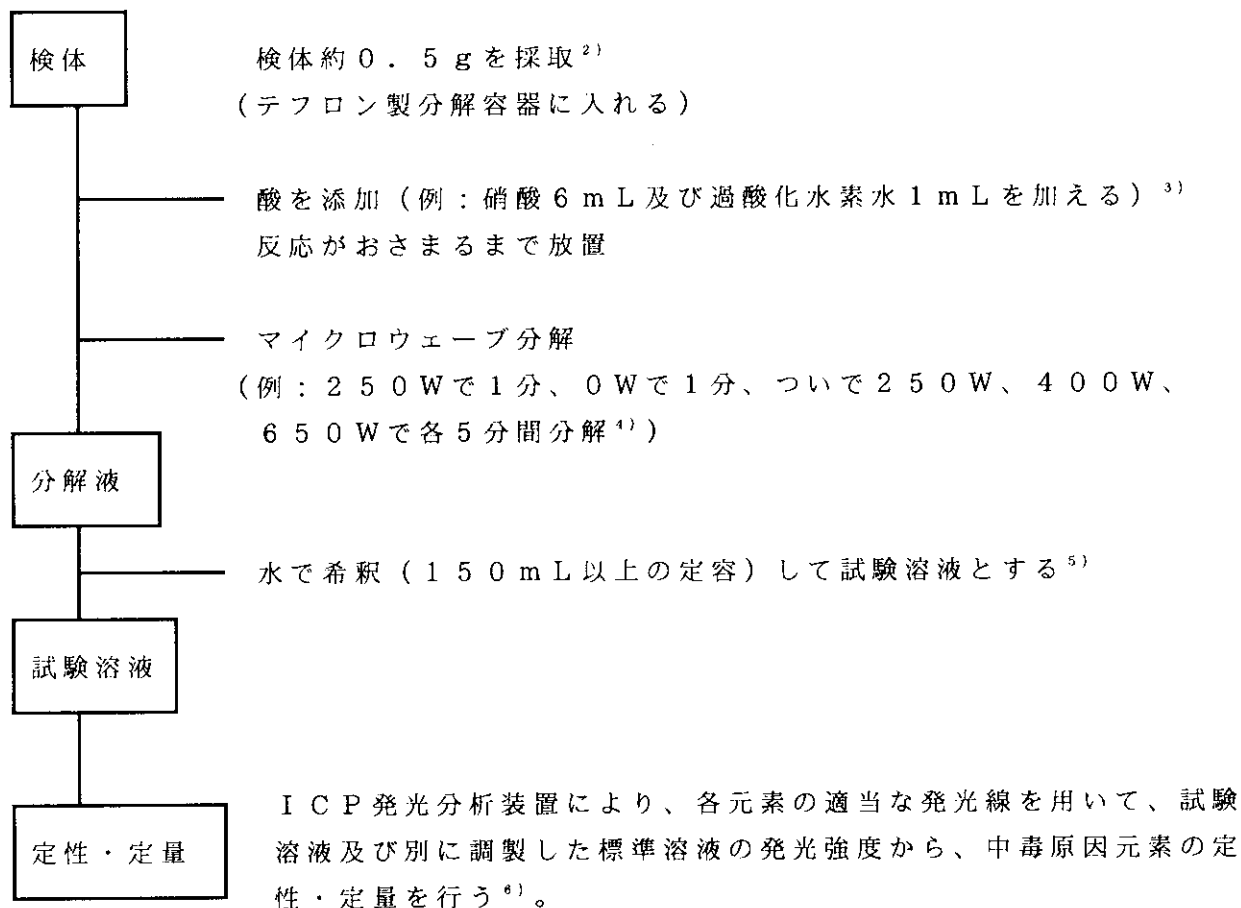 検体
検体約０．５ｇを採取²⁾
(テフロン製分解容器に入れる)
酸を添加(例：硝酸６ｍＬ及び過酸化水素水１ｍＬを加える)³⁾
反応がおさまるまで放置
マイクロウェーブ分解
(例：２５０Ｗで１分、０Ｗで１分、ついで２５０Ｗ、４００Ｗ、
６５０Ｗで各５分間分解⁴⁾)
分解液
水で希釈(１５０ｍＬ以上の定容)して試験溶液とする⁵⁾
試験溶液
ＩＣＰ発光分析装置により、各元素の適当な発光線を用いて、試験
定性・定量
溶液及び別に調製した標準溶液の発光強度から、中毒原因元素の定
性・定量を行う⁶⁾。